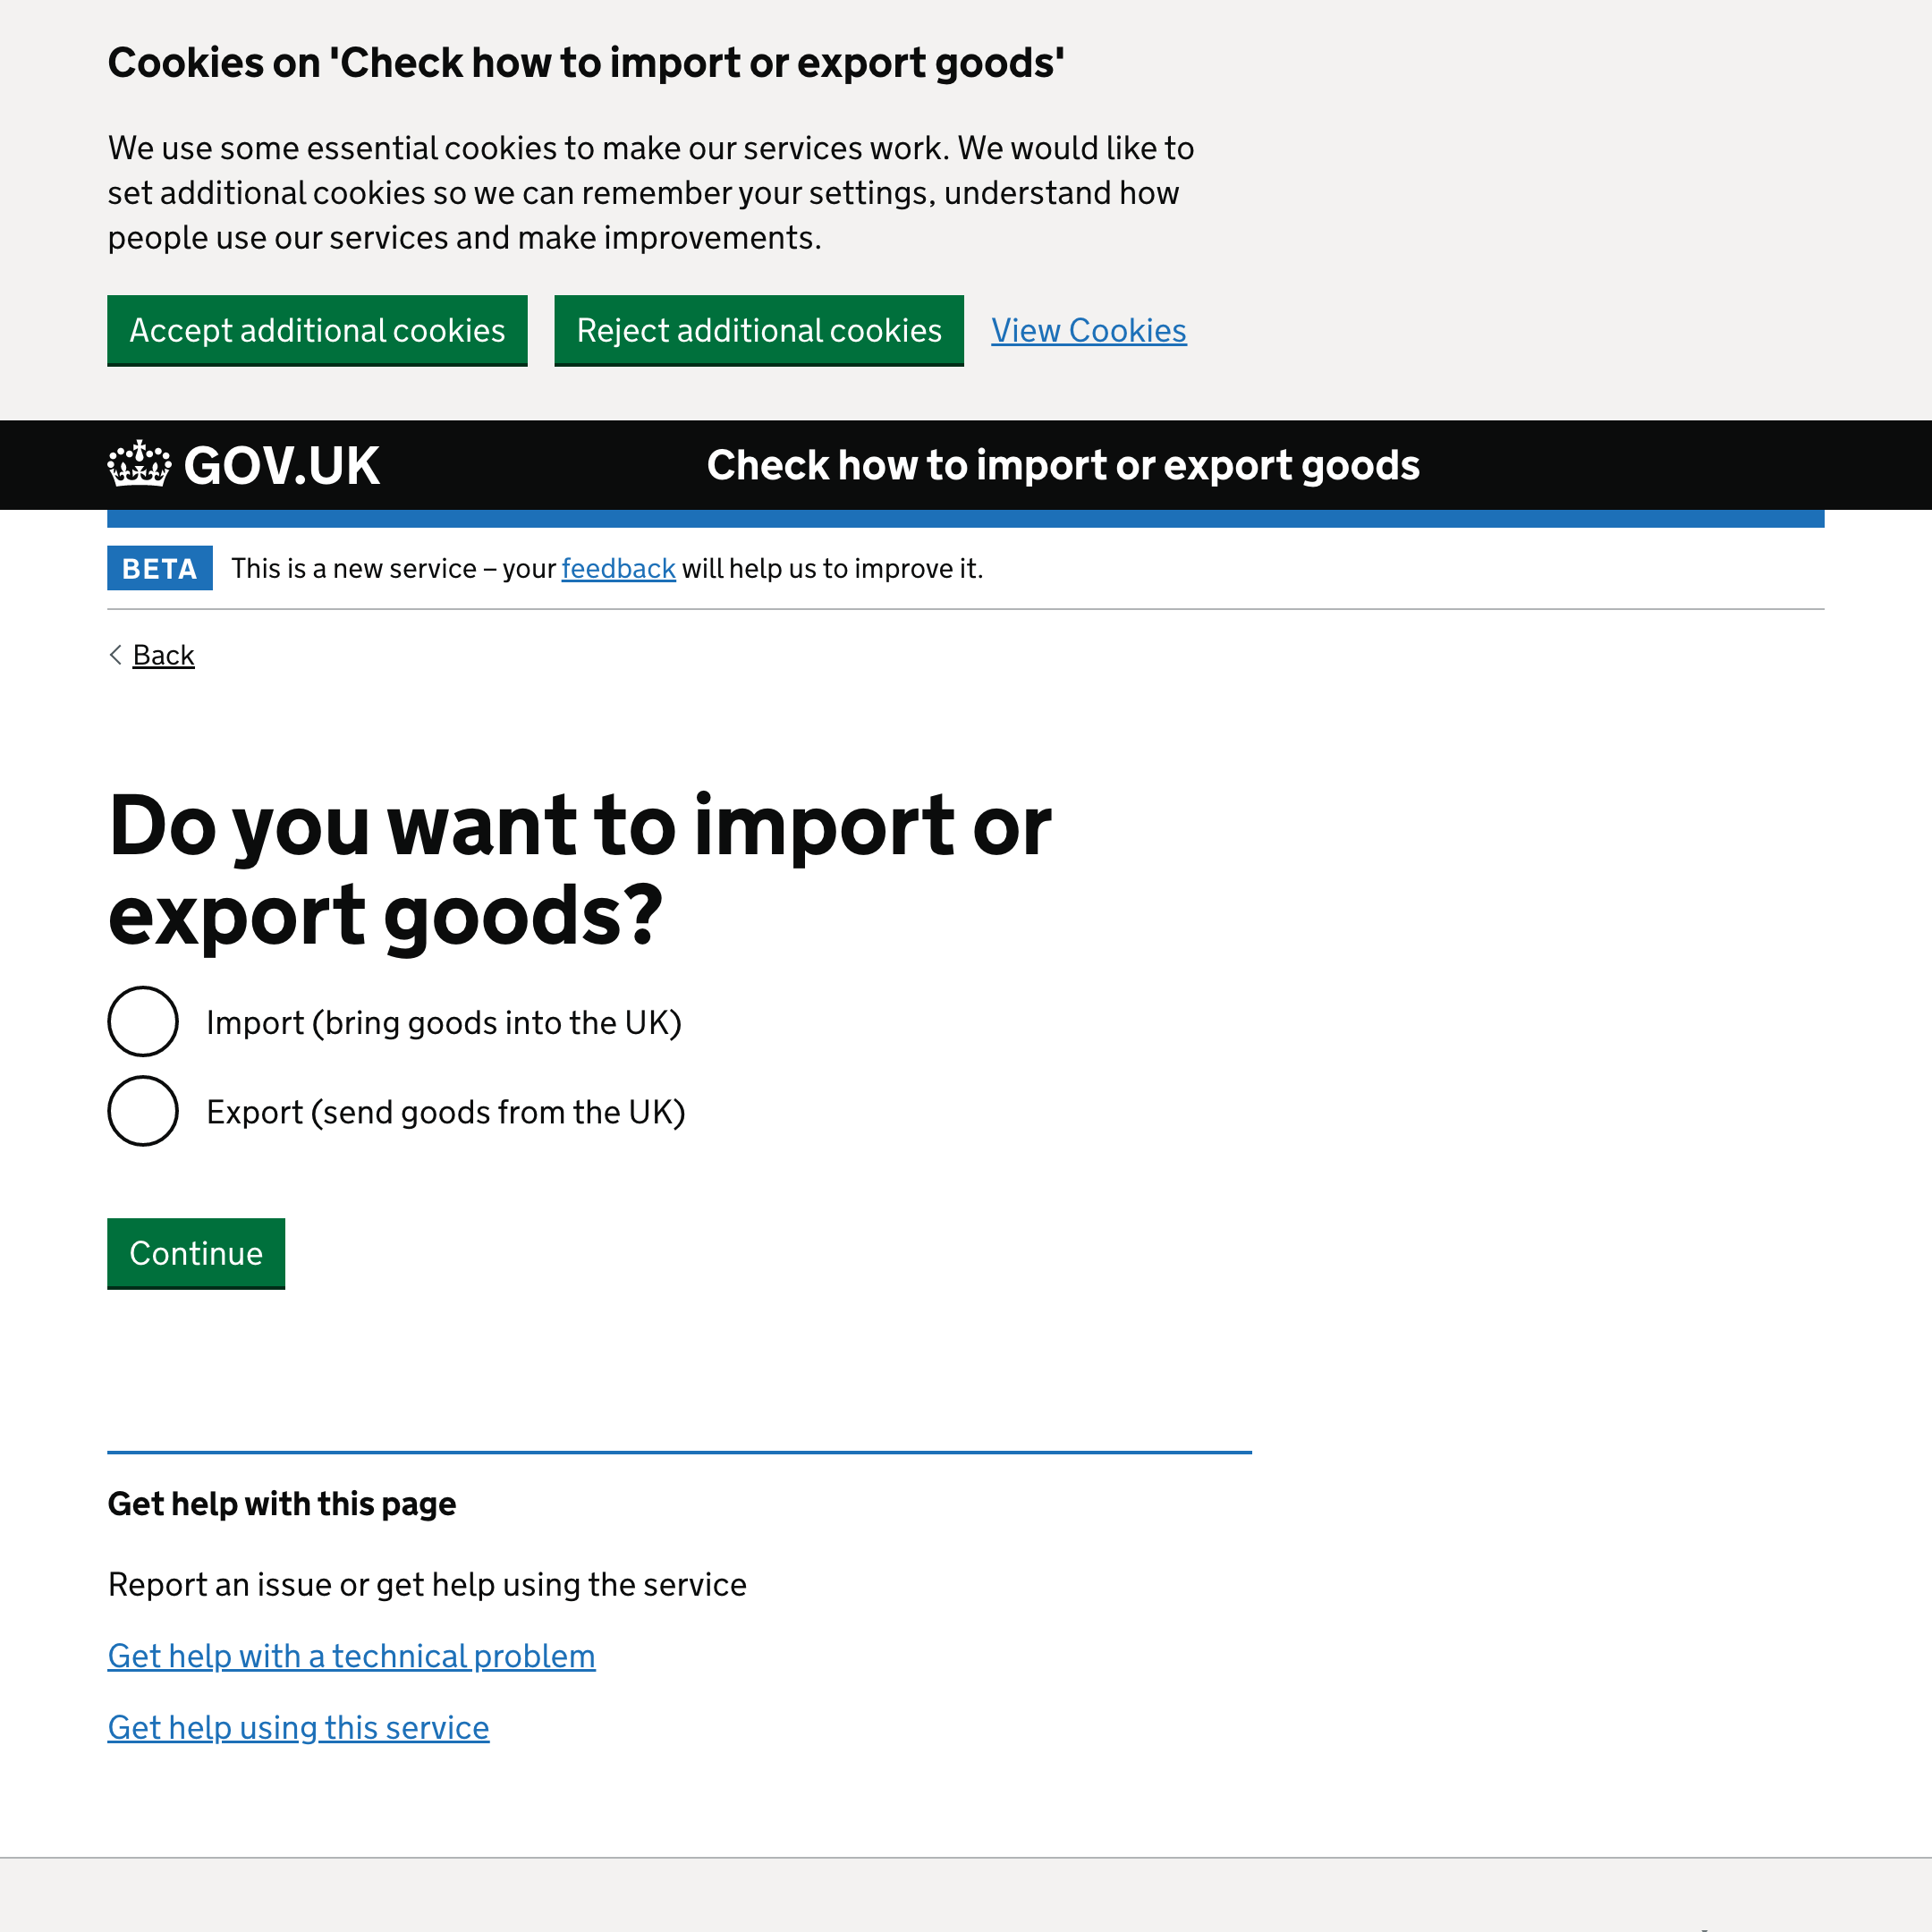 Cookies on 'Check how to import or export goods'
We use some essential cookies to make our services work. We would like to
set additional cookies so we can remember your settings, understand how
people use our services and make improvements.
Accept additional cookies Reject additional cookies View Cookies
GOV.UK Check how to import or export goods
BETA This is a new service – your feedback will help us to improve it.
Back
Do you want to import or
export goods?
Import (bring goods into the UK)
Export (send goods from the UK)
Continue
Get help with this page
Report an issue or get help using the service
Get help with a technical problem
Get help using this service